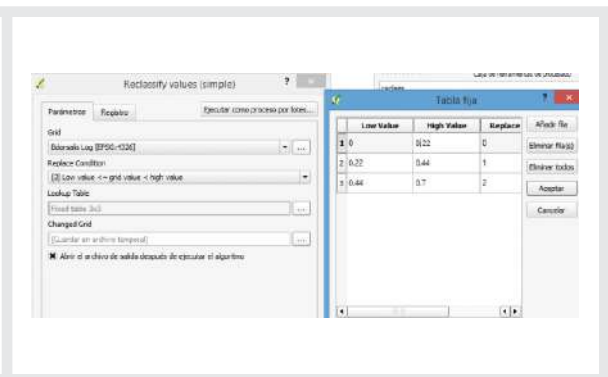 Reclassify values (simple) ?
Parámetros Registro Ejecutar como proceso por lotes...
Grid
Bdorsalis Log [EPSG:4326] ...
Replace Condition
[2] Low value <= grid value < high value
Lookup Table
Fixed table 3x3 ...
Changed Grid
[Guardar en archivo temporal] ...
Abrir el archivo de salida después de ejecutar el algoritmo
Caja de herramientas de procesado
reclass
Tabla fija ?
Low Value High Value Replace
1 0 0.22 0
2 0.22 0.44 1
3 0.44 0.7 2
Añadir fila
Eliminar fila(s)
Eliminar todos
Aceptar
Cancelar